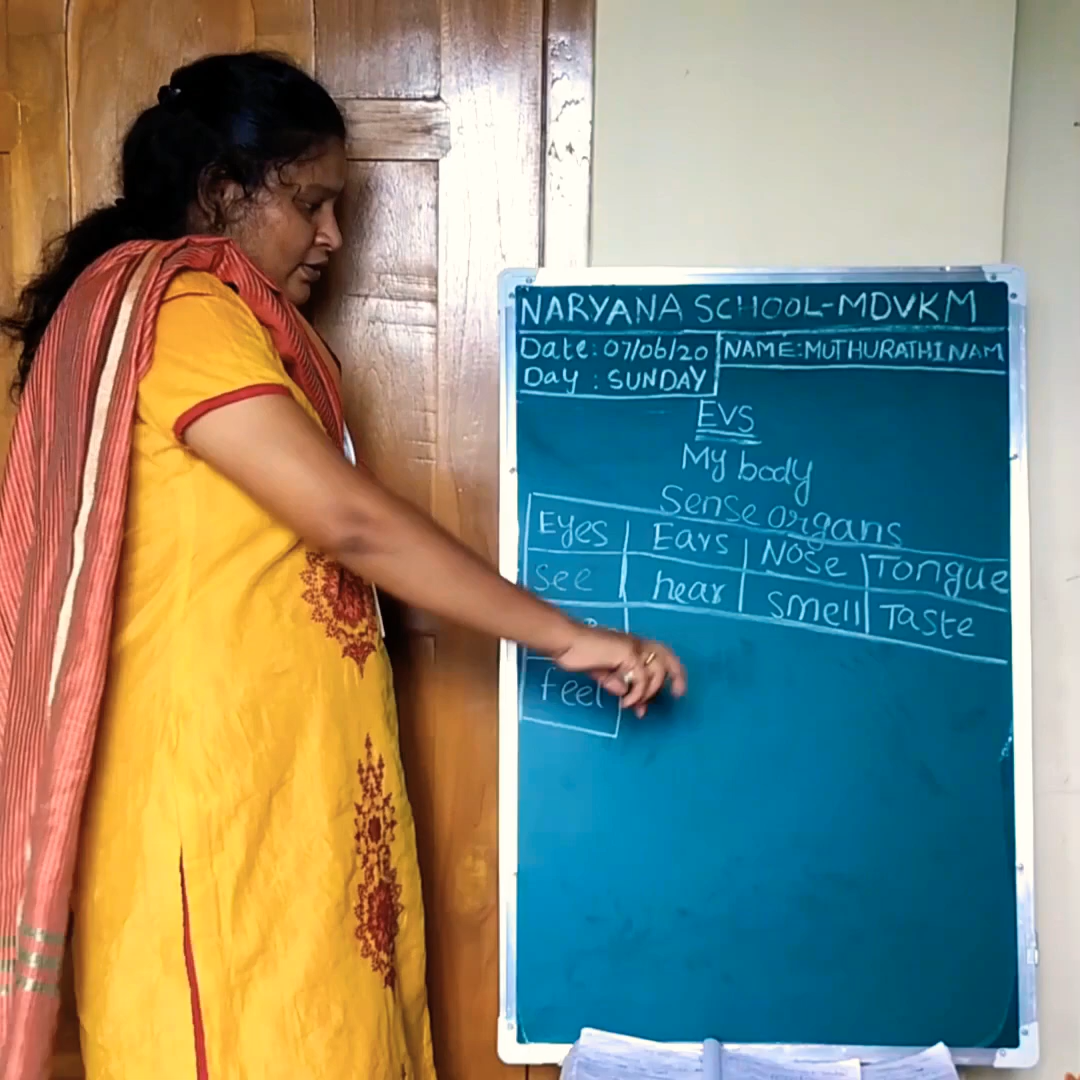 NARYANA SCHOOL-MDVKM
Date: 07/06/20 NAME: MUTHURATHINAM
Day : SUNDAY
EVS
My body
Sense organs
Eyes Ears Nose Tongue
see hear smell Taste
feel